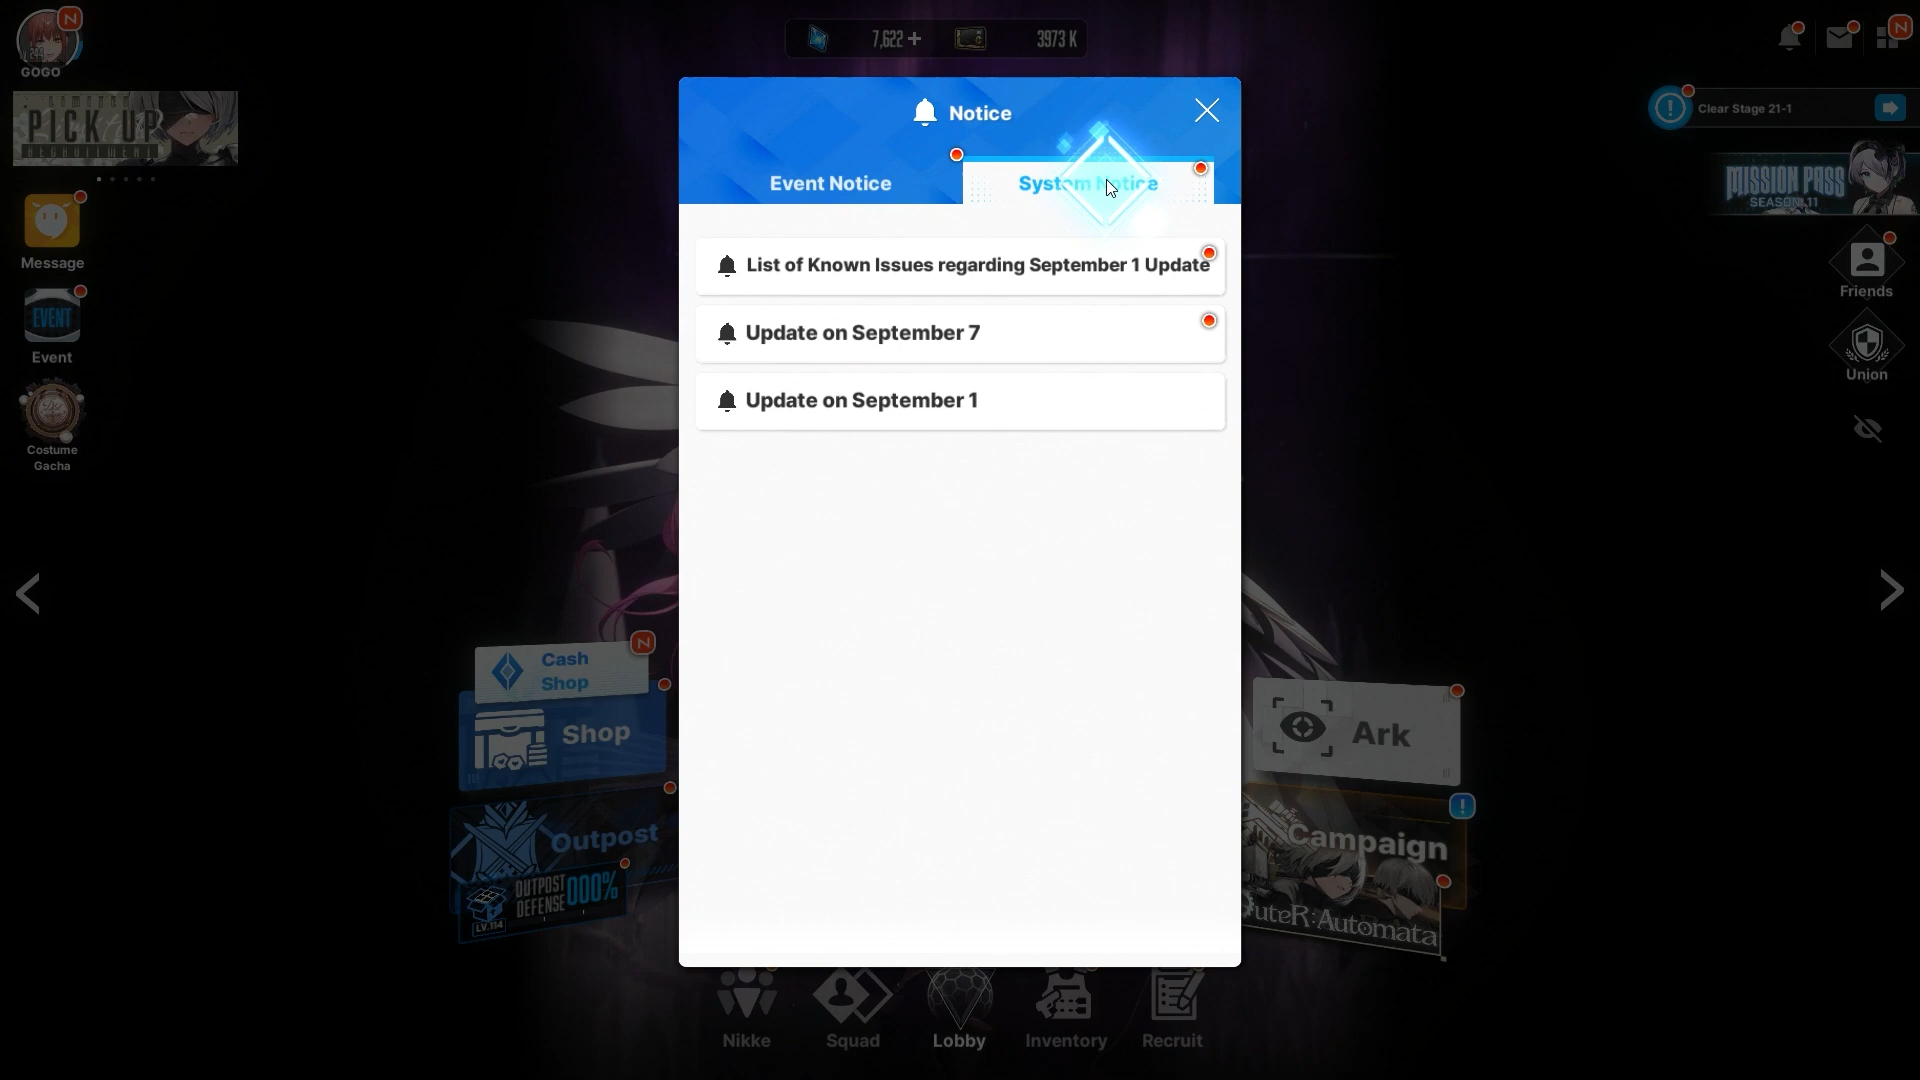 N
GOGO
7,622
3973 K
N
LIMITED
PICK UP
RECRUITMENT
Clear Stage 21-1
MISSION PASS
SEASON 11
Message
EVENT
Event
Costume
Gacha
Friends
Union
Notice
Event Notice
System Notice
List of Known Issues regarding September 1 Update
Update on September 7
Update on September 1
N
Cash
Shop
Shop
Outpost
OUTPOST
DEFENSE
000%
LV.114
Ark
Campaign
OuteR:Automata
Nikke
Squad
Lobby
Inventory
Recruit